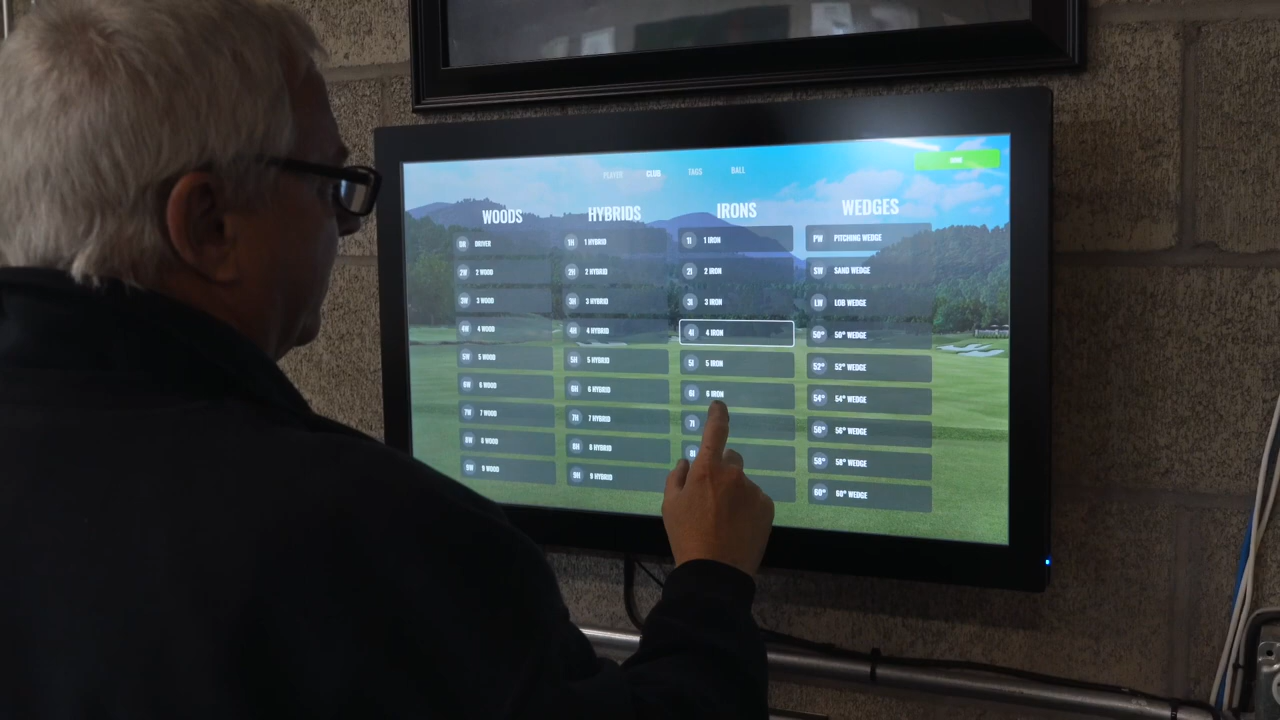 PLAYER CLUB TAGS BALL
WOODS
DR DRIVER
2W 2 WOOD
3W 3 WOOD
4W 4 WOOD
5W 5 WOOD
6W 6 WOOD
7W 7 WOOD
8W 8 WOOD
9W 9 WOOD
HYBRIDS
1H 1 HYBRID
2H 2 HYBRID
3H 3 HYBRID
4H 4 HYBRID
5H 5 HYBRID
6H 6 HYBRID
7H 7 HYBRID
8H 8 HYBRID
9H 9 HYBRID
IRONS
1I 1 IRON
2I 2 IRON
3I 3 IRON
4I 4 IRON
5I 5 IRON
6I 6 IRON
7I
8I
WEDGES
PW PITCHING WEDGE
SW SAND WEDGE
LW LOB WEDGE
50° 50° WEDGE
52° 52° WEDGE
54° 54° WEDGE
56° 56° WEDGE
58° 58° WEDGE
60° 60° WEDGE